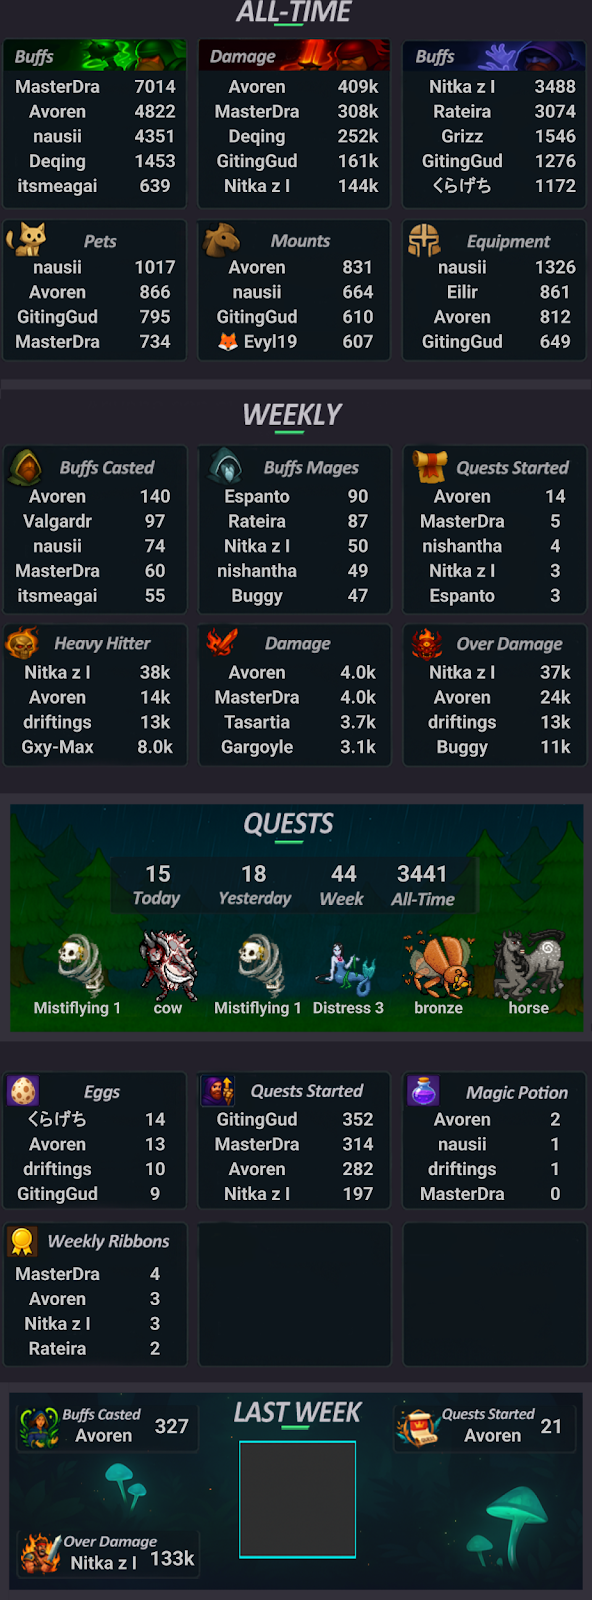 ALL-TIME
Buffs Damage Buffs
MasterDra 7014 Avoren 409k Nitka z I 3488
Avoren 4822 MasterDra 308k Rateira 3074
nausii 4351 Deqing 252k Grizz 1546
Deqing 1453 GitingGud 161k GitingGud 1276
itsmeagai 639 Nitka z I 144k くらげち 1172
Pets Mounts Equipment
nausii 1017 Avoren 831 nausii 1326
Avoren 866 nausii 664 Eilir 861
GitingGud 795 GitingGud 610 Avoren 812
MasterDra 734 🦊 Evyl19 607 GitingGud 649
WEEKLY
Buffs Casted Buffs Mages Quests Started
Avoren 140 Espanto 90 Avoren 14
Valgardr 97 Rateira 87 MasterDra 5
nausii 74 Nitka z I 50 nishantha 4
MasterDra 60 nishantha 49 Nitka z I 3
itsmeagai 55 Buggy 47 Espanto 3
Heavy Hitter Damage Over Damage
Nitka z I 38k Avoren 4.0k Nitka z I 37k
Avoren 14k MasterDra 4.0k Avoren 24k
driftings 13k Tasartia 3.7k driftings 13k
Gxy-Max 8.0k Gargoyle 3.1k Buggy 11k
QUESTS
15 18 44 3441
Today Yesterday Week All-Time
Mistiflying 1 cow Mistiflying 1 Distress 3 bronze horse
Eggs Quests Started Magic Potion
くらげち 14 GitingGud 352 Avoren 2
Avoren 13 MasterDra 314 nausii 1
driftings 10 Avoren 282 driftings 1
GitingGud 9 Nitka z I 197 MasterDra 0
Weekly Ribbons
MasterDra 4
Avoren 3
Nitka z I 3
Rateira 2
LAST WEEK
Buffs Casted
Avoren 327
Quests Started
Avoren 21
Over Damage
Nitka z I 133k